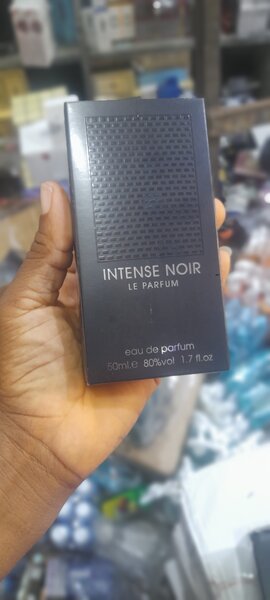 INTENSE NOIR
LE PARFUM
eau de parfum
50ml.e 80%vol 1.7 fl.oz